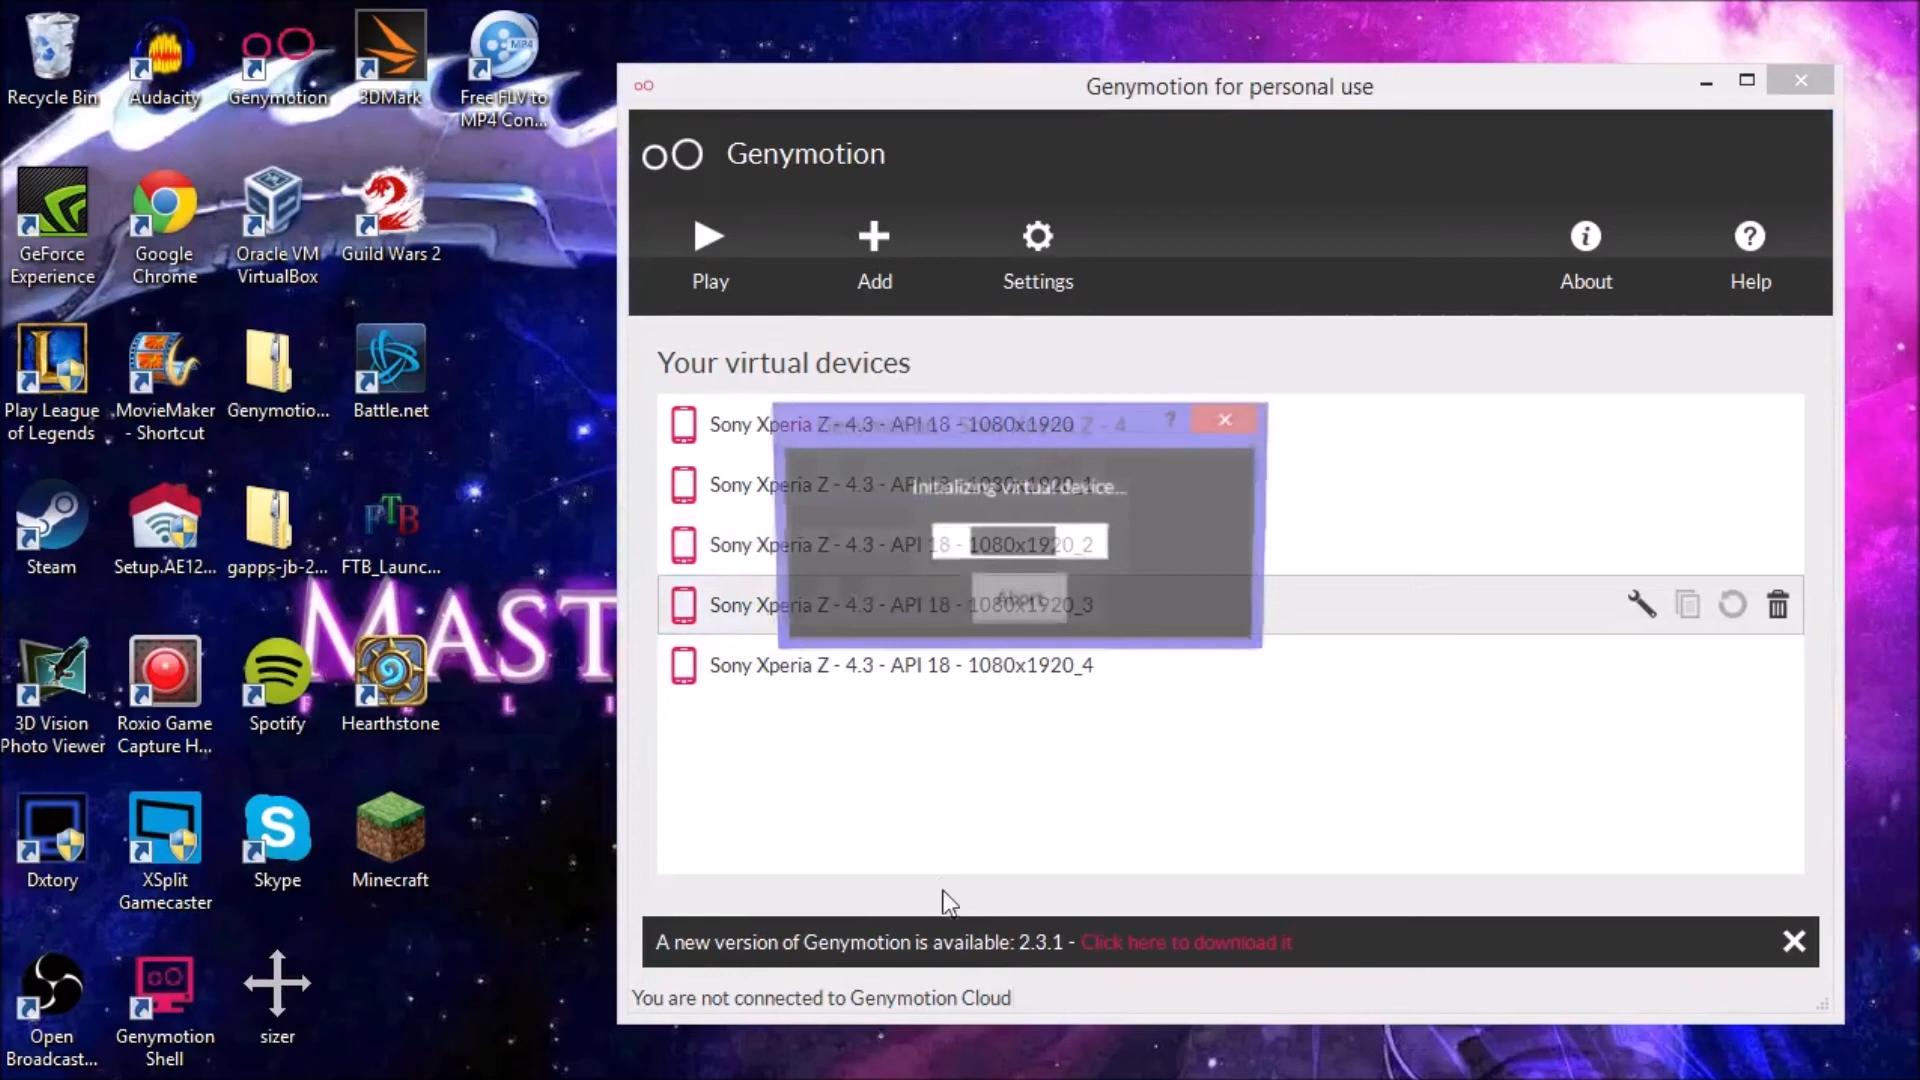 Recycle Bin
Audacity
Genymotion
3DMark
Free FLV to
MP4 Con...
GeForce
Experience
Google
Chrome
Oracle VM
VirtualBox
Guild Wars 2
Play League
of Legends
MovieMaker
- Shortcut
Genymotio...
Battle.net
Steam
Setup.AE12...
gapps-jb-2...
FTB
FTB_Launc...
3D Vision
Photo Viewer
Roxio Game
Capture H...
Spotify
Hearthstone
Dxtory
XSplit
Gamecaster
Skype
Minecraft
Open
Broadcast...
Genymotion
Shell
sizer
MAST
Genymotion for personal use
Genymotion
Play
Add
Settings
About
Help
Your virtual devices
Sony Xperia Z - 4.3 - API 18 - 1080x1920
Sony Xperia Z - 4.3 - API 18 - 1080x1920_1
Initializing virtual device...
Sony Xperia Z - 4.3 - API 18 - 1080x1920_2
Sony Xperia Z - 4.3 - API 18 - 1080x1920_3
Abort
Sony Xperia Z - 4.3 - API 18 - 1080x1920_4
A new version of Genymotion is available: 2.3.1 - Click here to download it
You are not connected to Genymotion Cloud